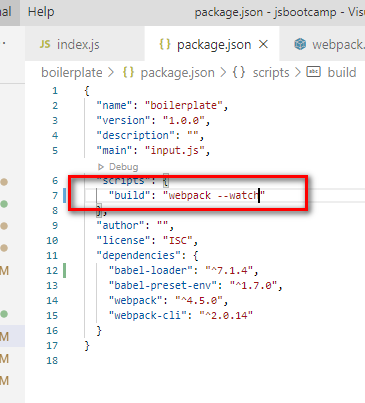 Help
package.json - jsbootcamp - Visu
JS index.js
{} package.json
webpack.
boilerplate > {} package.json > {} scripts > abc build
1 {
2 "name": "boilerplate",
3 "version": "1.0.0",
4 "description": "",
5 "main": "input.js",
Debug
6 "scripts": {
7 "build": "webpack --watch"
8 },
9 "author": "",
10 "license": "ISC",
11 "dependencies": {
12 "babel-loader": "^7.1.4",
13 "babel-preset-env": "^1.7.0",
14 "webpack": "^4.5.0",
15 "webpack-cli": "^2.0.14"
16 }
17 }
18
M
M
M
M